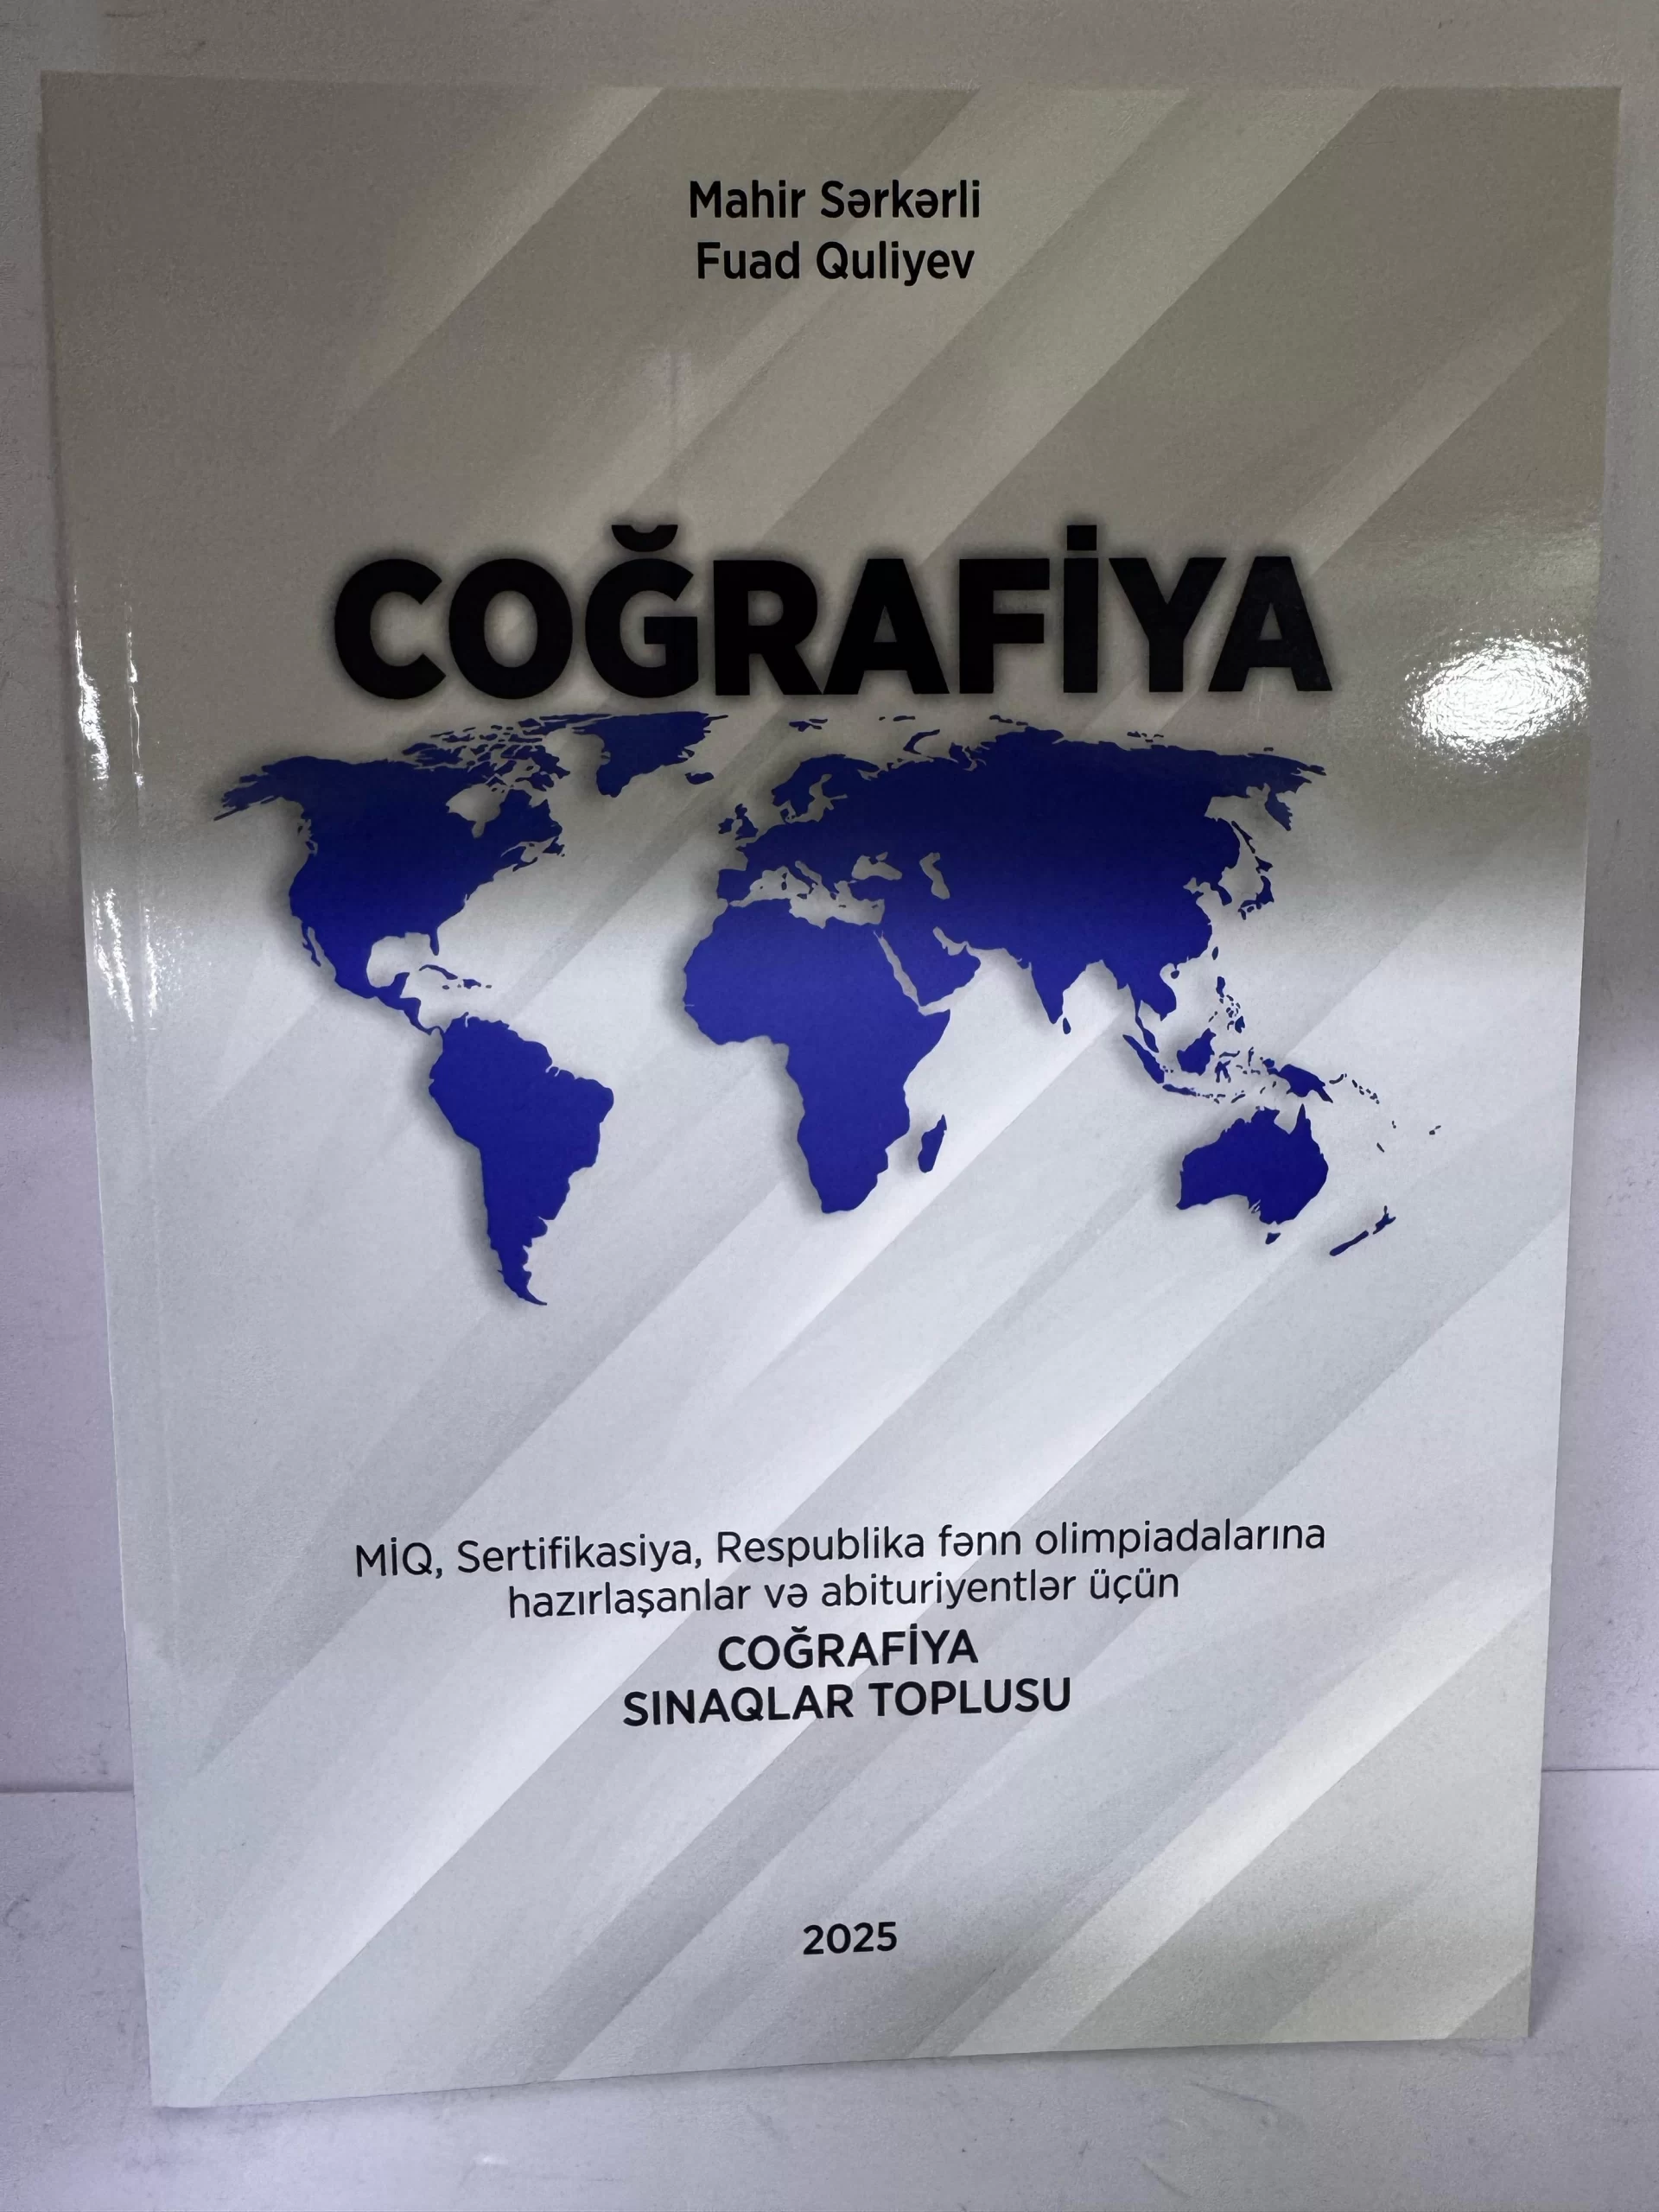 Mahir Sərkərli
Fuad Quliyev
COĞRAFİYA
MİQ, Sertifikasiya, Respublika fənn olimpiadalarına
hazırlaşanlar və abituriyentlər üçün
COĞRAFİYA
SINAQLAR TOPLUSU
2025